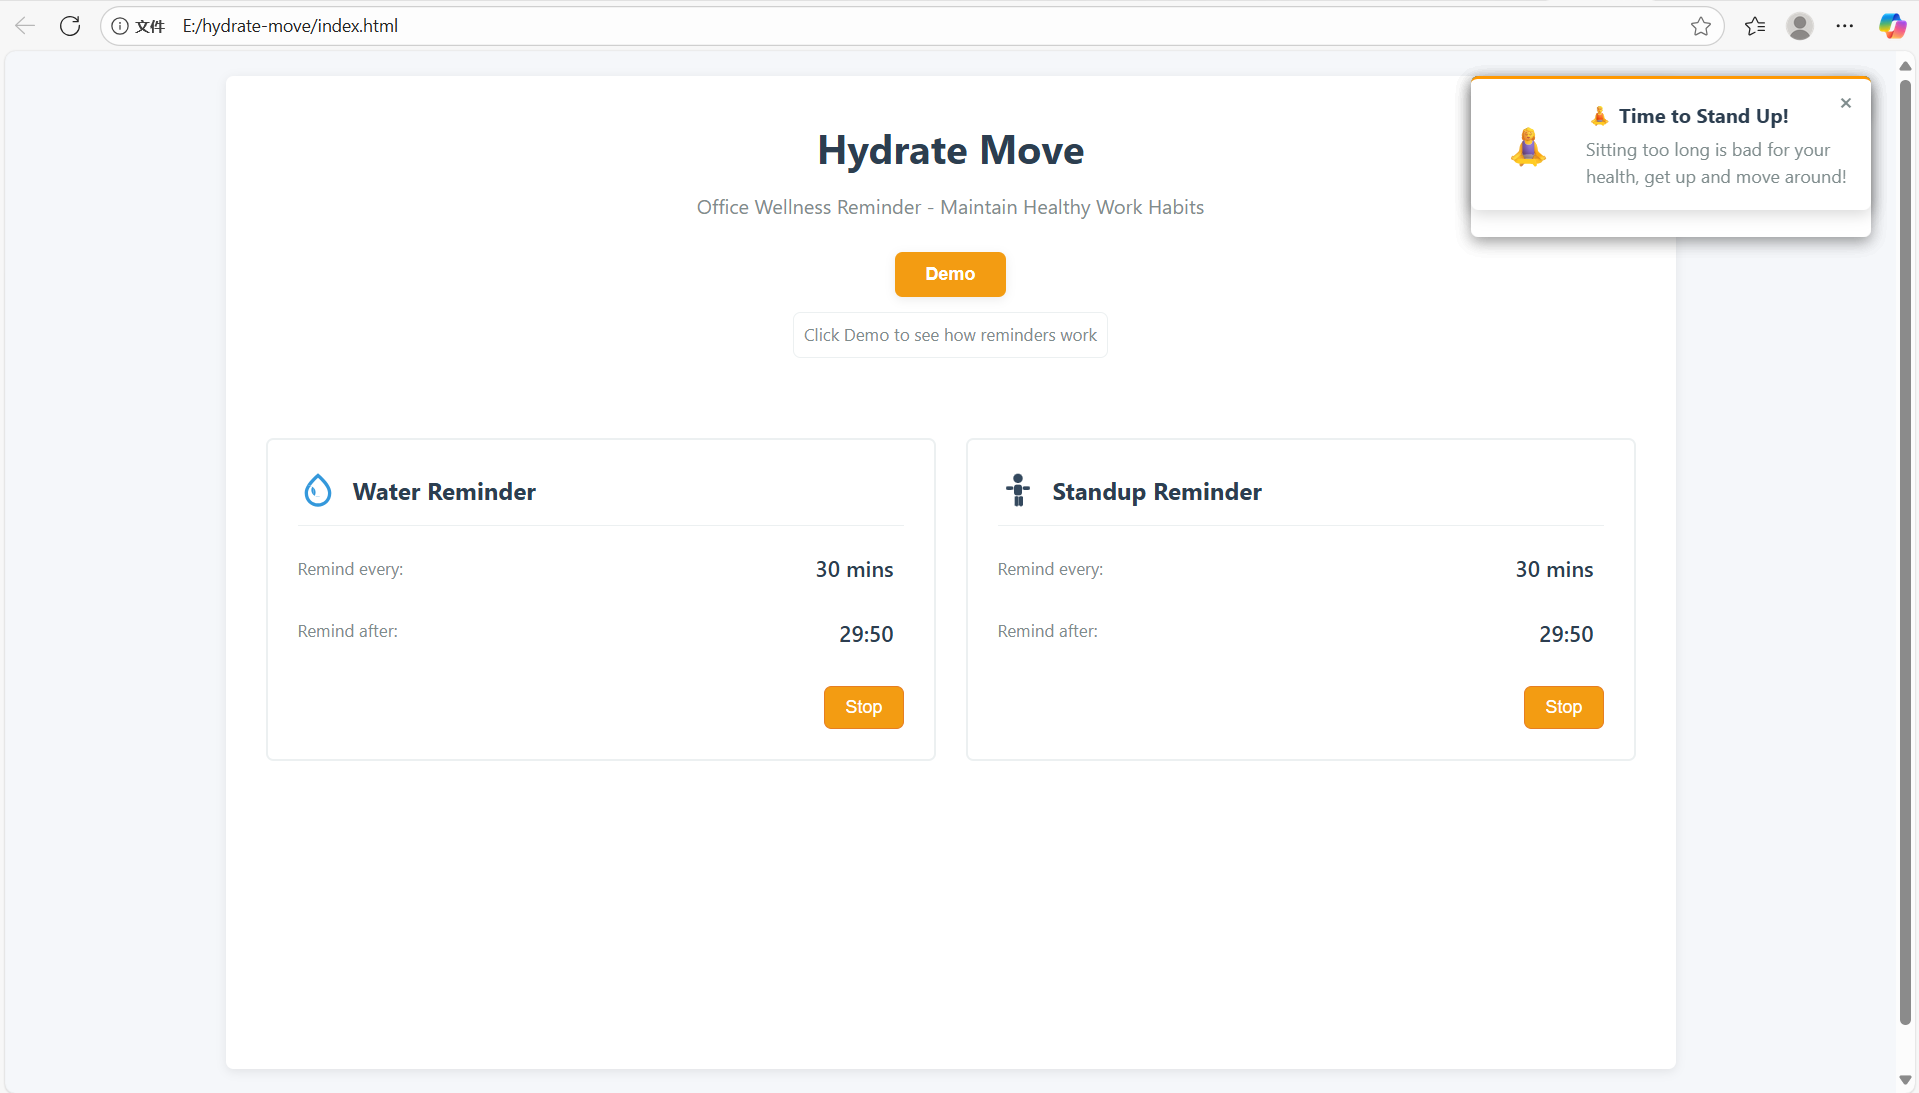 文件 E:/hydrate-move/index.html
Hydrate Move
Office Wellness Reminder - Maintain Healthy Work Habits
Demo
Click Demo to see how reminders work
Time to Stand Up!
Sitting too long is bad for your
health, get up and move around!
Water Reminder
Remind every: 30 mins
Remind after: 29:50
Stop
Standup Reminder
Remind every: 30 mins
Remind after: 29:50
Stop